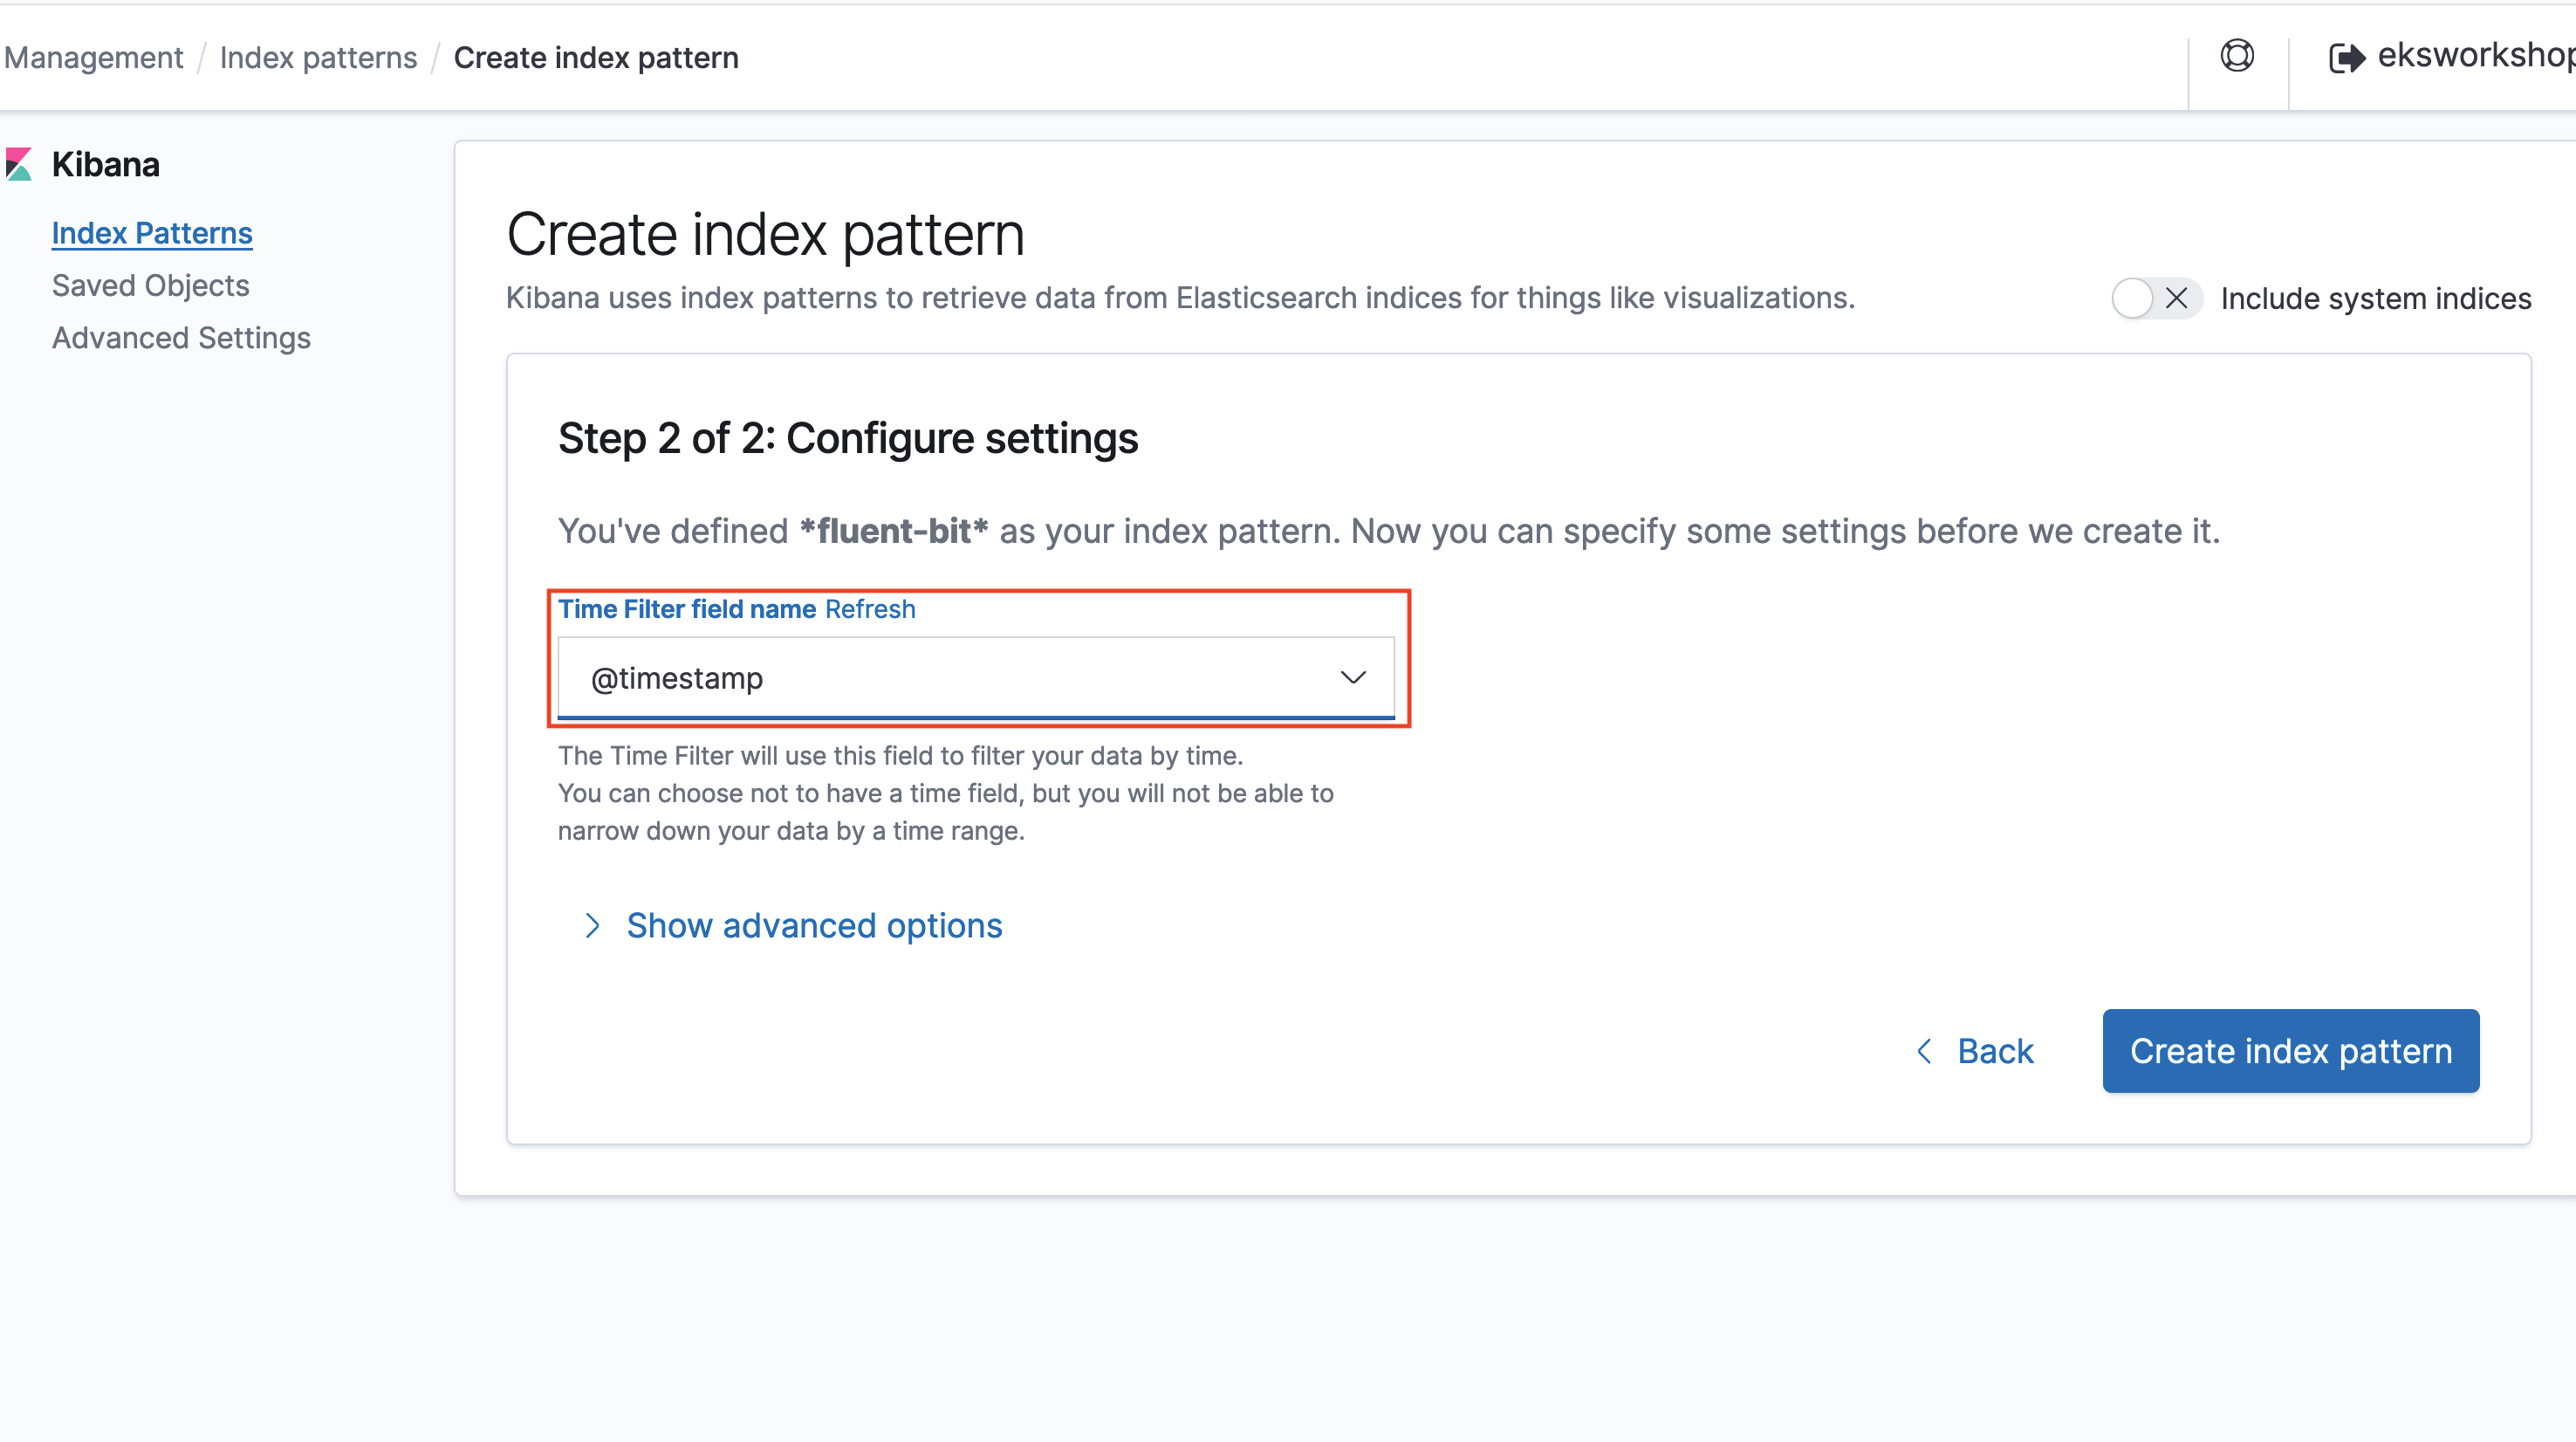 Management / Index patterns / Create index pattern
eksworkshop
Kibana
Index Patterns
Saved Objects
Advanced Settings
Create index pattern
Kibana uses index patterns to retrieve data from Elasticsearch indices for things like visualizations.
Include system indices
Step 2 of 2: Configure settings
You've defined *fluent-bit* as your index pattern. Now you can specify some settings before we create it.
Time Filter field name Refresh
@timestamp
The Time Filter will use this field to filter your data by time.
You can choose not to have a time field, but you will not be able to
narrow down your data by a time range.
Show advanced options
Back
Create index pattern